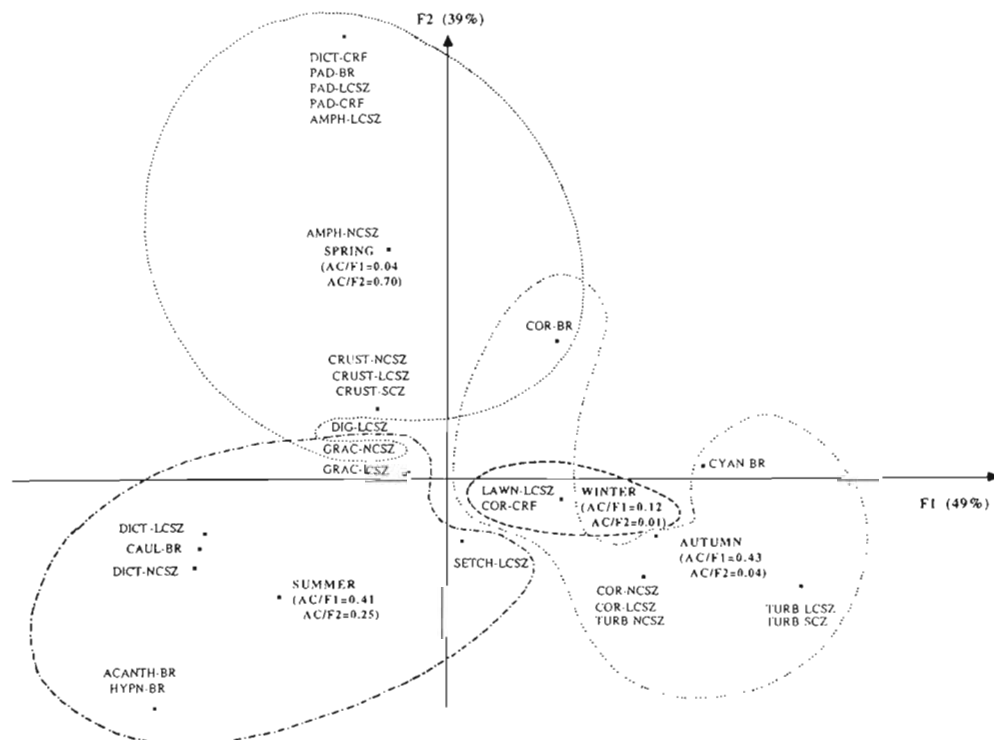 F2 (39%)
DICT-CRF
PAD-BR
PAD-LCSZ
PAD-CRF
AMPH-LCSZ
AMPH-NCSZ
SPRING
(AC/F1=0.04
AC/F2=0.70)
COR-BR
CRUST-NCSZ
CRUST-LCSZ
CRUST-SCZ
DIG-LCSZ
GRAC-NCSZ
GRAC-LCSZ
CYAN BR
F1 (49%)
LAWN-LCSZ
COR-CRF
WINTER
(AC/F1=0.12
AC/F2=0.01)
DICT-LCSZ
CAUL-BR
DICT-NCSZ
SETCH-LCSZ
AUTUMN
(AC/F1=0.43
AC/F2=0.04)
SUMMER
(AC/F1=0.41
AC/F2=0.25)
COR-NCSZ
COR-LCSZ
TURB NCSZ
TURB LCSZ
TURB SCZ
ACANTH-BR
HYPN-BR